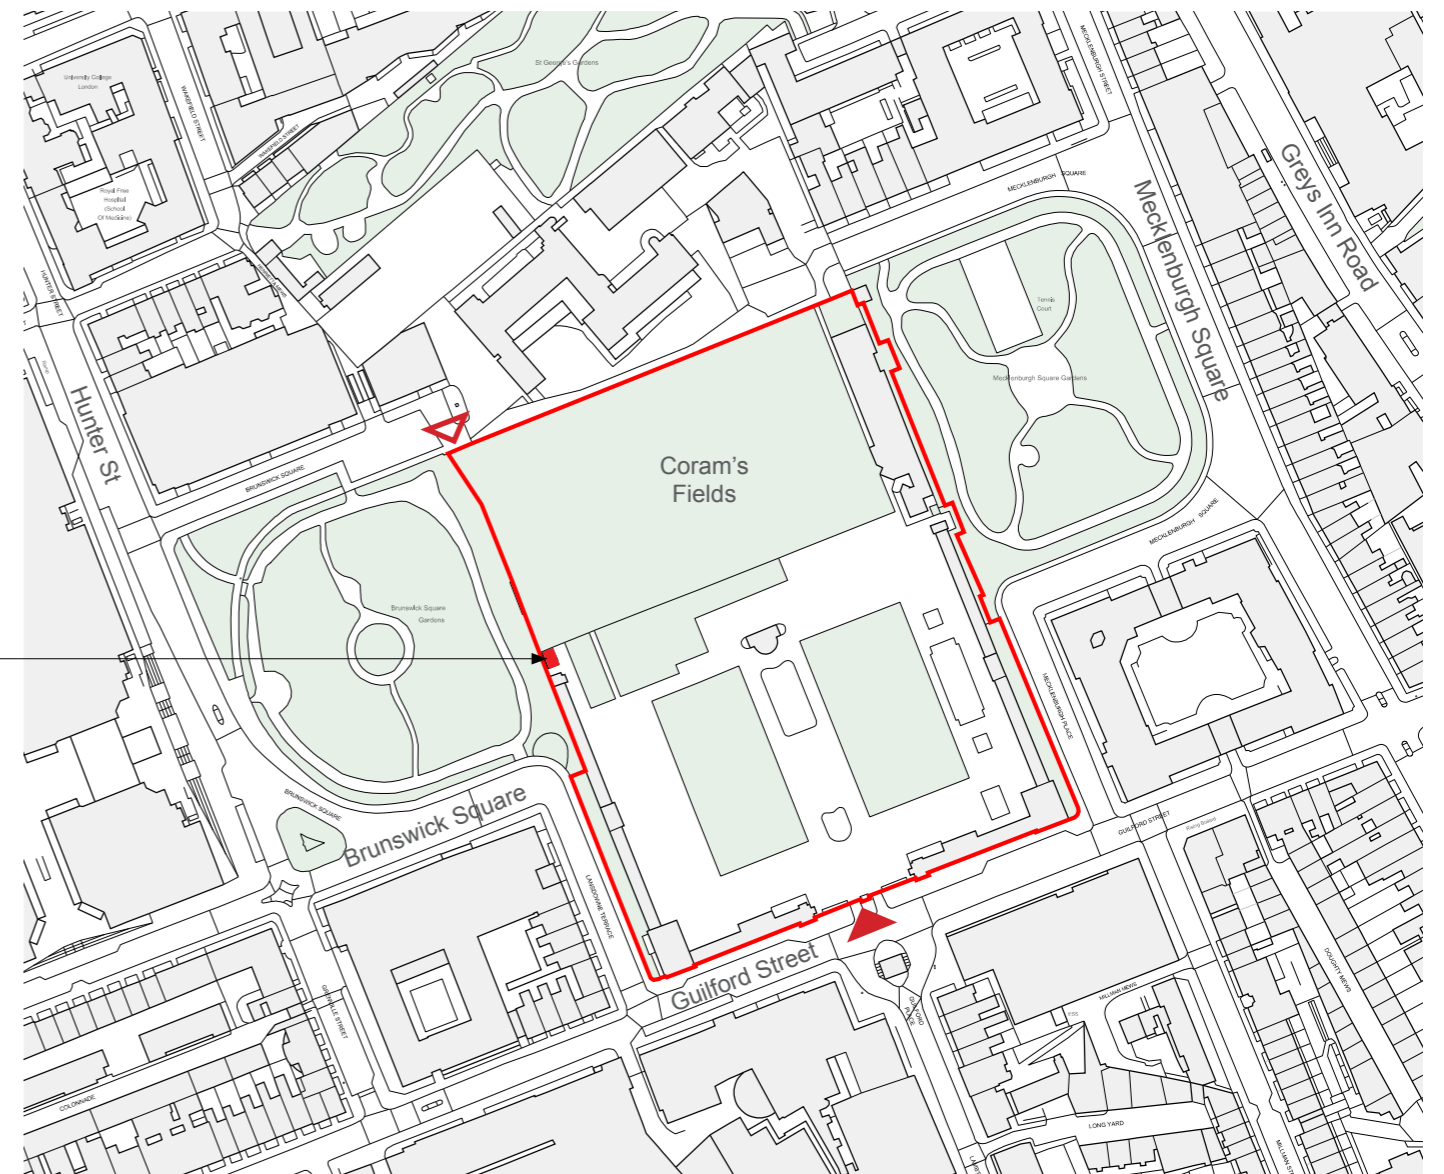 St George's Gardens
University College
London
WAKEFIELD STREET
WAKEFIELD STREET
MECKLENBURGH STREET
Greys Inn Road
Royal Free
Hospital
(School
Of Medicine)
MECKLENBURGH SQUARE
Mecklenburgh Square
HUNTER STREET
Tennis
Court
Mecklenburgh Square Gardens
Hunter St
Coram's
Fields
BRUNSWICK SQUARE
MECKLENBURGH SQUARE
Brunswick Square
Gardens
MECKLENBURGH PLACE
BRUNSWICK SQUARE
Brunswick Square
GUILFORD STREET
LANSDOWNE TERRACE
Guilford Street
DOUGHTY MEWS
GRENVILLE STREET
GUILFORD
PLACE
MILLMAN MEWS
COLONNADE
LONG YARD